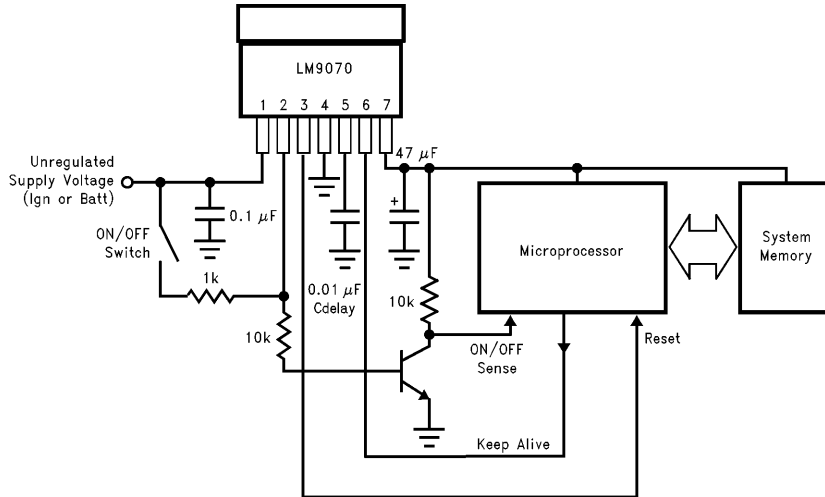 LM9070
1 2 3 4 5 6 7
47 μF
Unregulated
Supply Voltage
(Ign or Batt)
0.1 μF
+
ON/OFF
Switch
Microprocessor
System
Memory
1k
0.01 μF
Cdelay
10k
10k
ON/OFF
Sense
Reset
Keep Alive